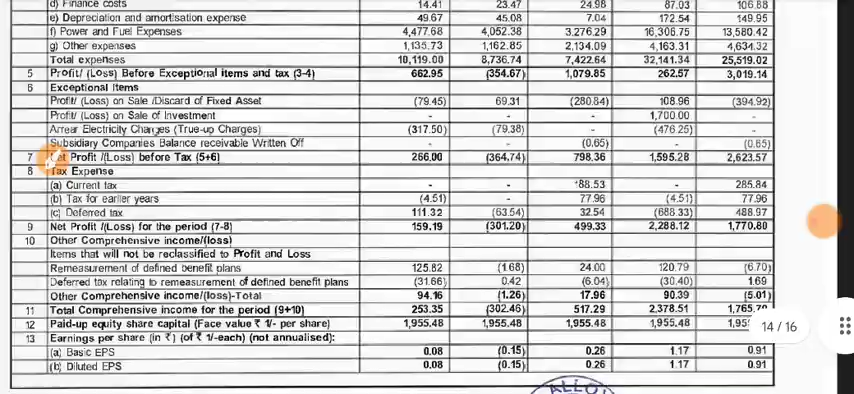 d) Finance costs 14.41 23.47 24.98 87.03 106.88
e) Depreciation and amortisation expense 49.67 45.08 7.04 172.54 149.95
f) Power and Fuel Expenses 4,477.68 4,052.38 3,276.29 16,306.75 13,580.42
g) Other expenses 1,135.73 1,162.85 2,134.09 4,163.31 4,634.32
Total expenses 10,119.00 8,736.74 7,422.64 32,141.34 25,519.02
5 Profit/ (Loss) Before Exceptional items and tax (3-4) 662.95 (354.67) 1,079.85 262.57 3,019.14
6 Exceptional Items
Profit/ (Loss) on Sale /Discard of Fixed Asset (79.45) 69.31 (280.84) 108.96 (394.92)
Profit/ (Loss) on Sale of Investment - - - 1,700.00 -
Arrear Electricity Charges (True-up Charges) (317.50) (79.38) - (476.25) -
Subsidiary Companies Balance receivable Written Off - - (0.65) - (0.65)
7 Net Profit /(Loss) before Tax (5+6) 266.00 (364.74) 798.36 1,595.28 2,623.57
8 Tax Expense
(a) Current tax - - 188.53 - 285.84
(b) Tax for earlier years (4.51) - 77.96 (4.51) 77.96
(c) Deferred tax 111.32 (63.54) 32.54 (688.33) 488.97
9 Net Profit /(Loss) for the period (7-8) 159.19 (301.20) 499.33 2,288.12 1,770.80
10 Other Comprehensive income/(loss)
Items that will not be reclassified to Profit and Loss
Remeasurement of defined benefit plans 125.82 (1.68) 24.00 120.79 (6.70)
Deferred tax relating to remeasurement of defined benefit plans (31.66) 0.42 (6.04) (30.40) 1.69
Other Comprehensive income/(loss)-Total 94.16 (1.26) 17.96 90.39 (5.01)
11 Total Comprehensive income for the period (9+10) 253.35 (302.46) 517.29 2,378.51 1,765.79
12 Paid-up equity share capital (Face value ₹ 1/- per share) 1,955.48 1,955.48 1,955.48 1,955.48
14 / 16
13 Earnings per share (in ₹) (of ₹ 1/-each) (not annualised):
(a) Basic EPS 0.08 (0.15) 0.26 1.17 0.91
(b) Diluted EPS 0.08 (0.15) 0.26 1.17 0.91